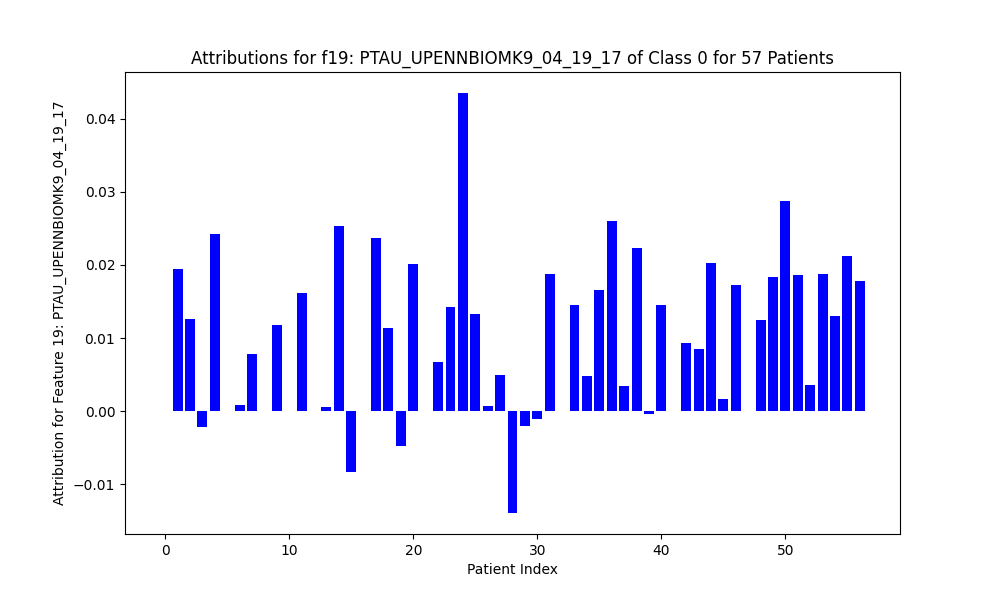 Attributions for f19: PTAU_UPENNBIOMK9_04_19_17 of Class 0 for 57 Patients
Attribution for Feature 19: PTAU_UPENNBIOMK9_04_19_17
0.04
0.03
0.02
0.01
0.00
−0.01
0 10 20 30 40 50
Patient Index